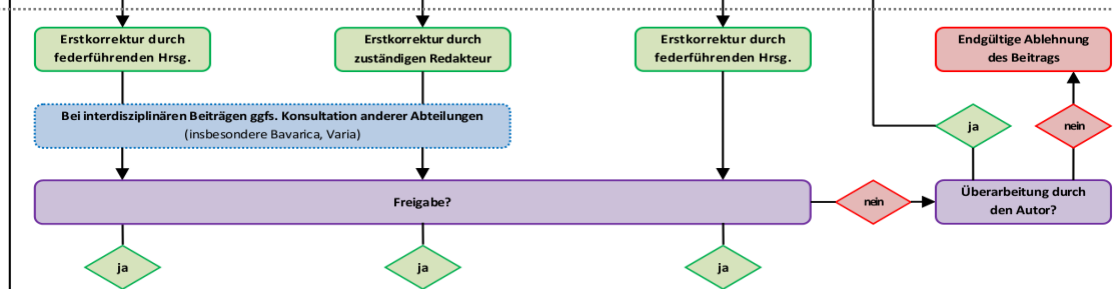 Erstkorrektur durch
federführenden Hrsg.
Erstkorrektur durch
zuständigen Redakteur
Erstkorrektur durch
federführenden Hrsg.
Endgültige Ablehnung
des Beitrags
Bei interdisziplinären Beiträgen ggfs. Konsultation anderer Abteilungen
(insbesondere Bavarica, Varia)
ja
nein
Freigabe?
nein
Überarbeitung durch
den Autor?
ja
ja
ja